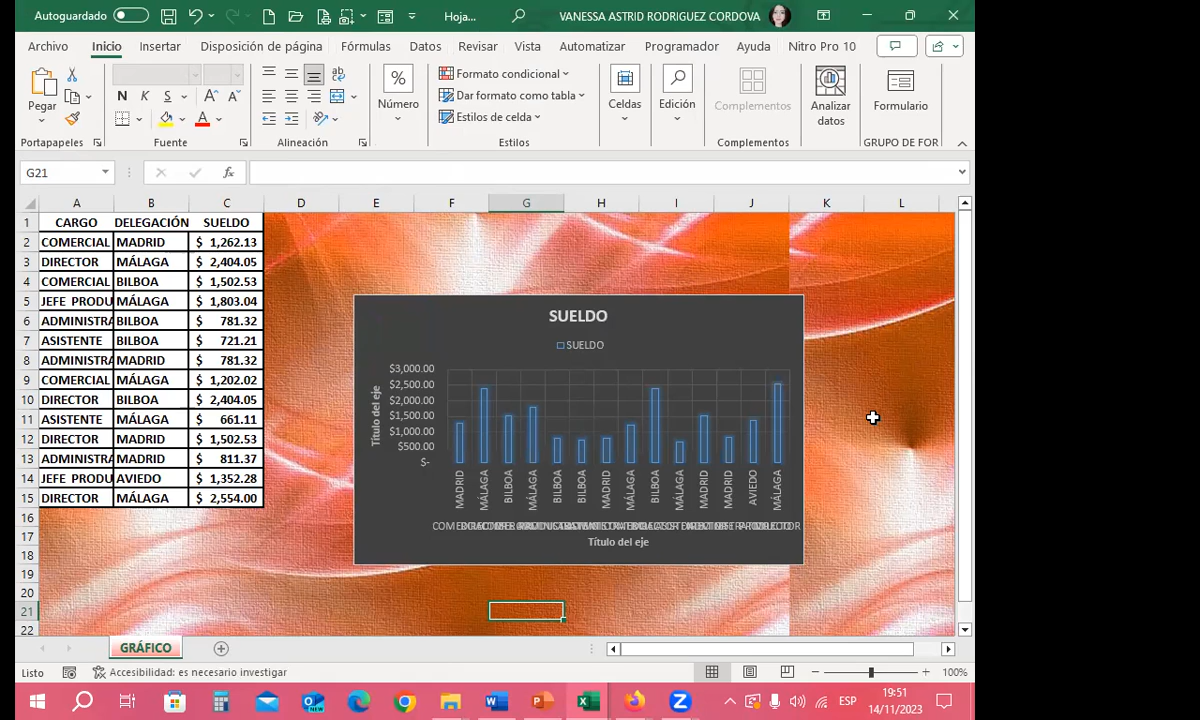 Autoguardado
Hoja...
VANESSA ASTRID RODRIGUEZ CORDOVA
Archivo Inicio Insertar Disposición de página Fórmulas Datos Revisar Vista Automatizar Programador Ayuda Nitro Pro 10
Pegar
N K S A A
A
ab
%
Número
Formato condicional
Dar formato como tabla
Estilos de celda
Celdas
Edición
Complementos
Analizar datos
Formulario
Portapapeles Fuente Alineación Estilos Complementos GRUPO DE FOR
G21 fx
A B C D E F G H I J K L
1 CARGO DELEGACIÓN SUELDO
2 COMERCIAL MADRID $ 1,262.13
3 DIRECTOR MÁLAGA $ 2,404.05
4 COMERCIAL BILBOA $ 1,502.53
5 JEFE PRODU MÁLAGA $ 1,803.04
6 ADMINISTRA BILBOA $ 781.32
7 ASISTENTE BILBOA $ 721.21
8 ADMINISTRA MADRID $ 781.32
9 COMERCIAL MÁLAGA $ 1,202.02
10 DIRECTOR BILBOA $ 2,404.05
11 ASISTENTE MÁLAGA $ 661.11
12 DIRECTOR MADRID $ 1,502.53
13 ADMINISTRA MADRID $ 811.37
14 JEFE PRODU AVIEDO $ 1,352.28
15 DIRECTOR MÁLAGA $ 2,554.00
16
17
18
19
20
21
22
SUELDO
SUELDO
Título del eje
$3,000.00
$2,500.00
$2,000.00
$1,500.00
$1,000.00
$500.00
$-
MADRID MÁLAGA BILBOA MÁLAGA BILBOA BILBOA MADRID MÁLAGA BILBOA MÁLAGA MADRID MADRID AVIEDO MÁLAGA
Título del eje
GRÁFICO
Listo Accesibilidad: es necesario investigar 100%
NEW
ESP
19:51
14/11/2023